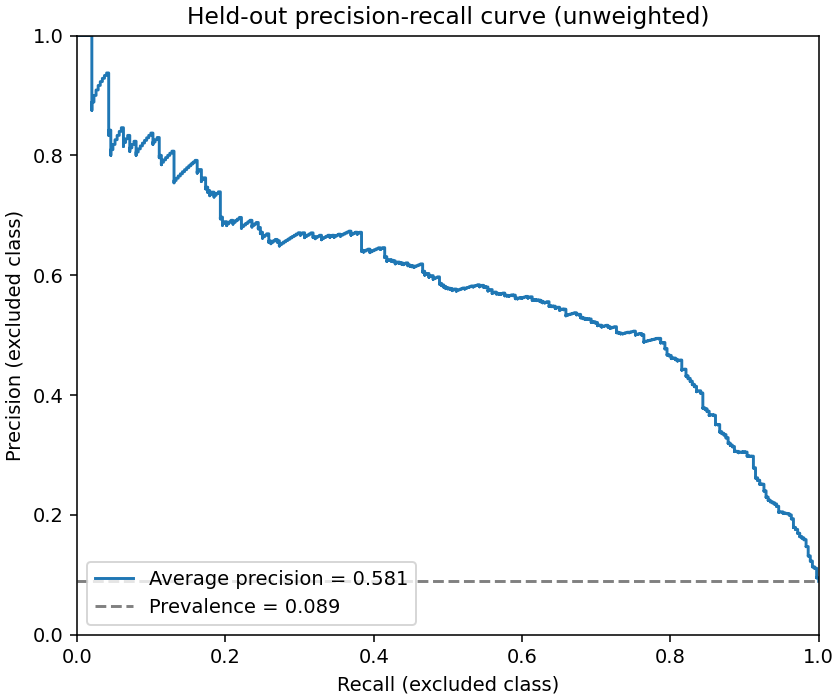 Held-out precision-recall curve (unweighted)
1.0
0.8
0.6
0.4
0.2
0.0
Precision (excluded class)
Average precision = 0.581
Prevalence = 0.089
0.0 0.2 0.4 0.6 0.8 1.0
Recall (excluded class)